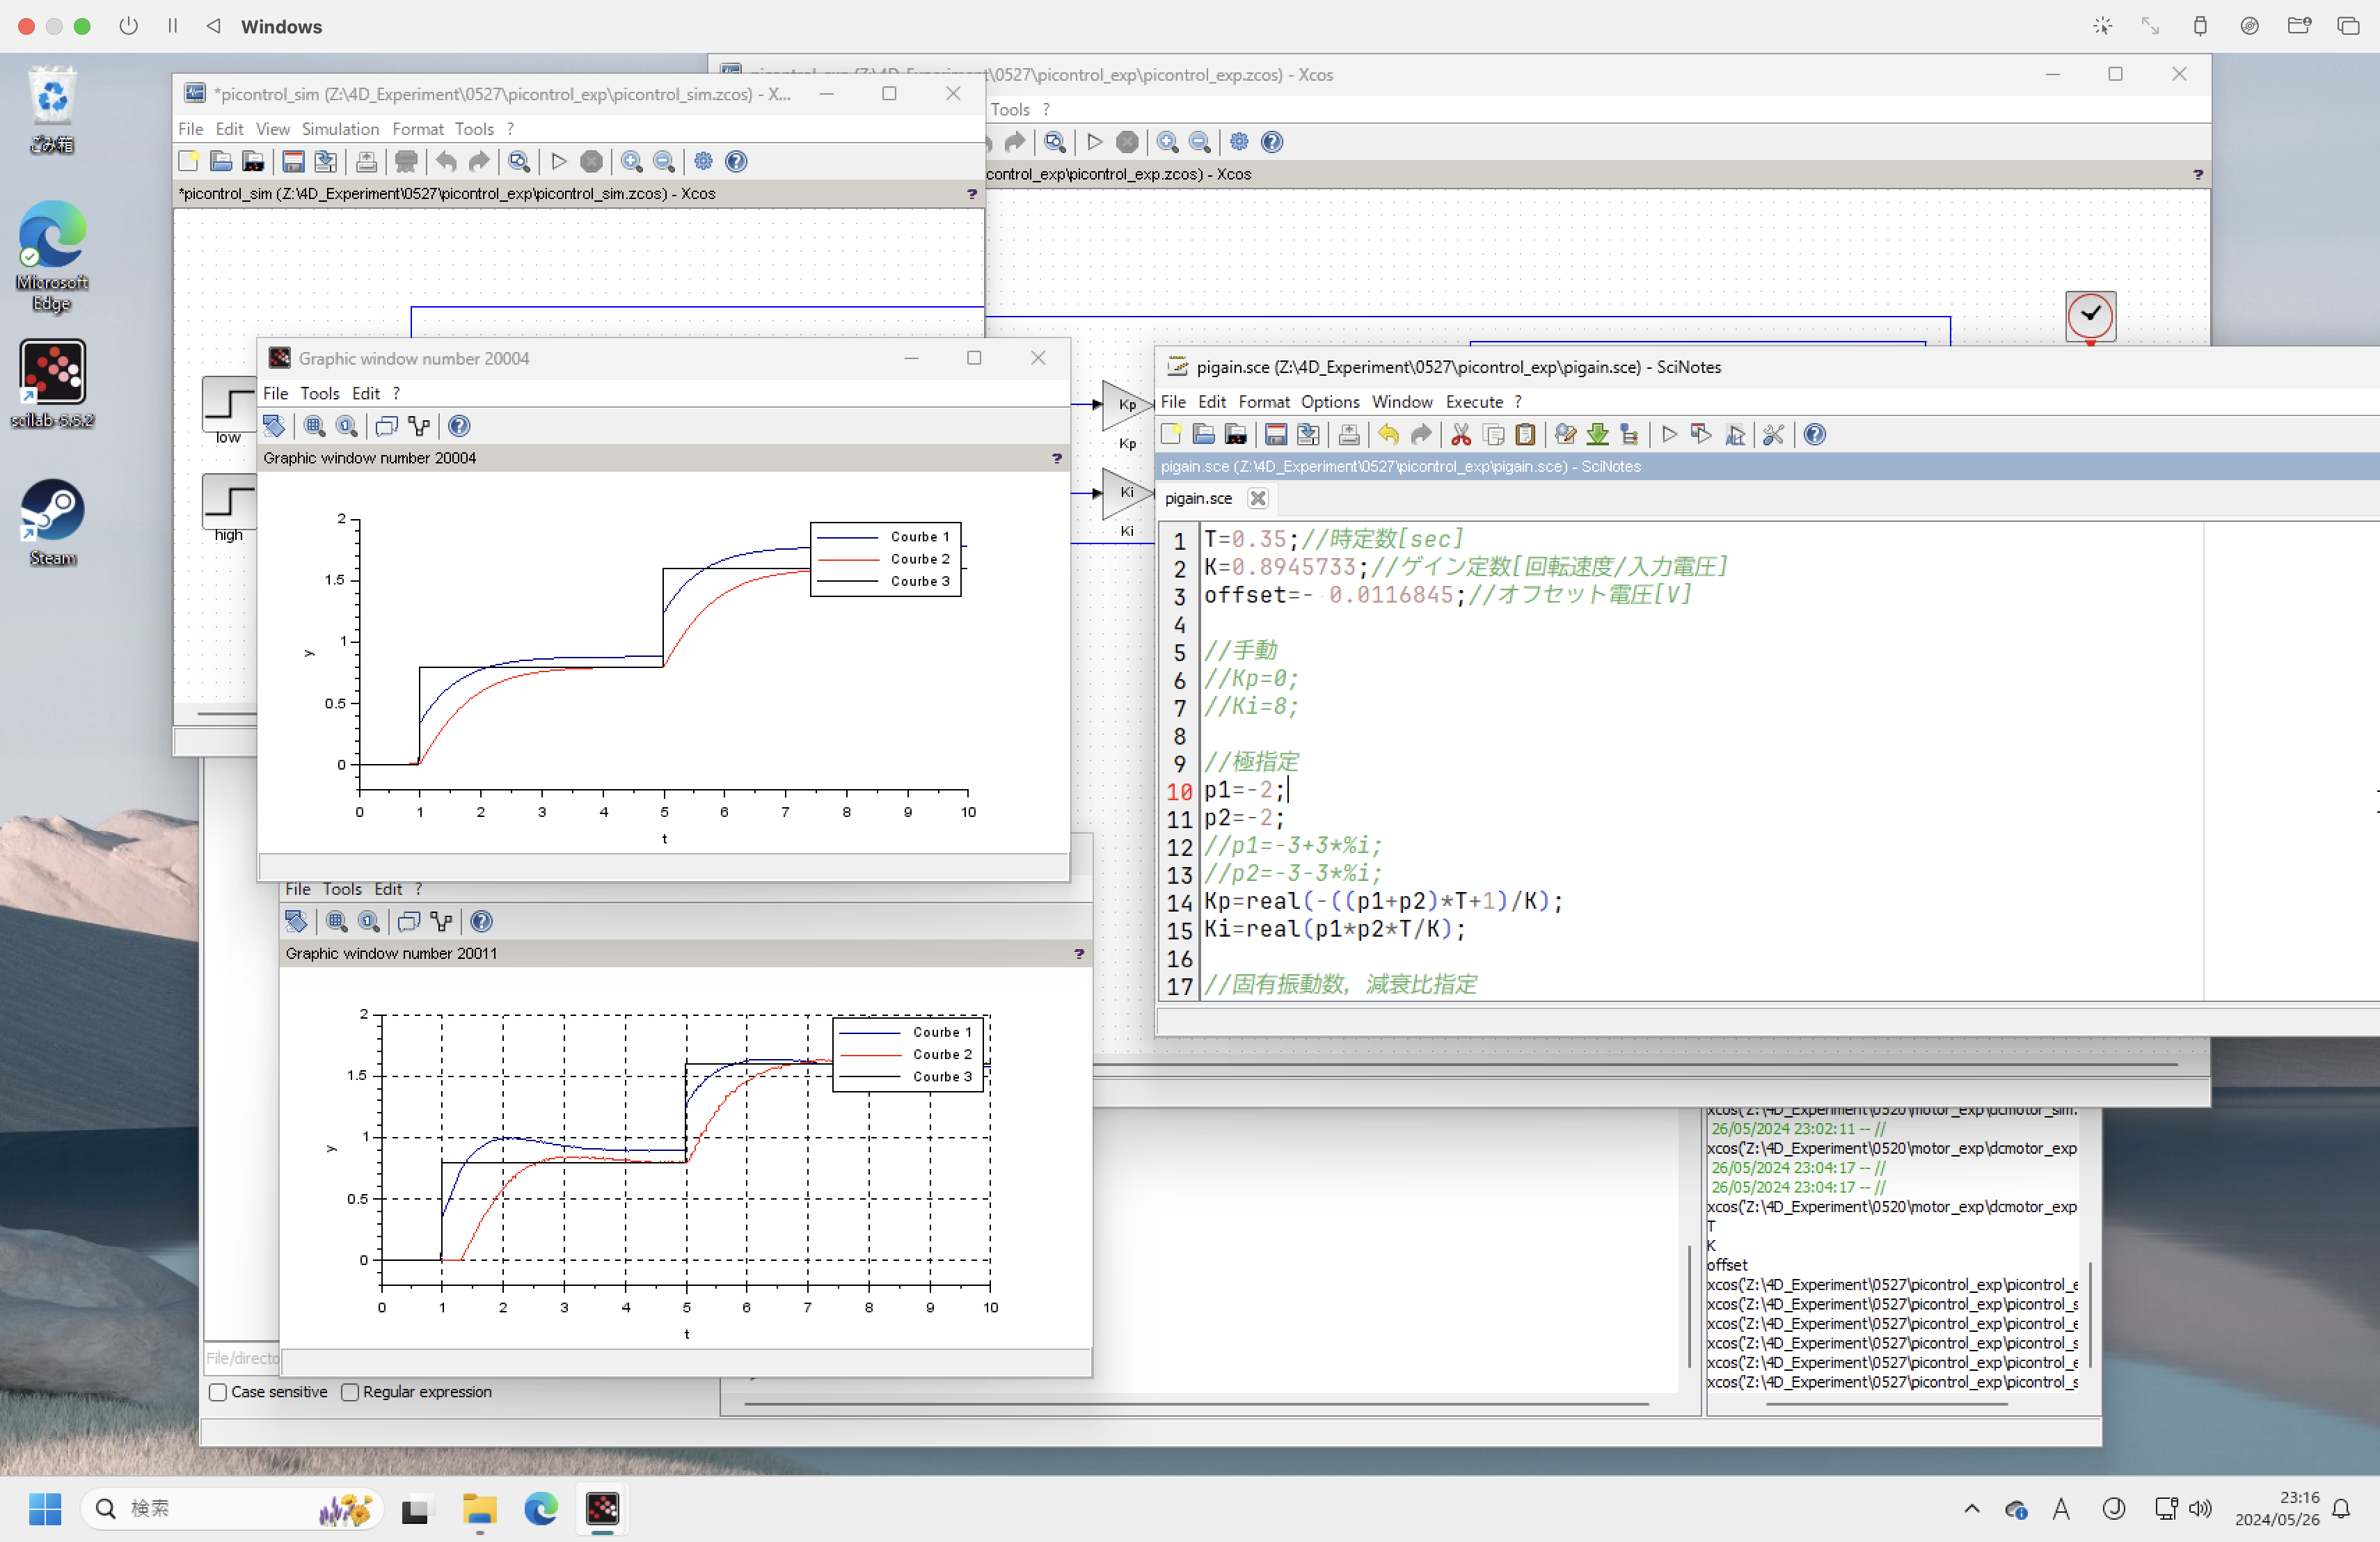 Windows
ごみ箱
Microsoft Edge
scilab-5.5.2
Steam
*picontrol_sim (Z:\4D_Experiment\0527\picontrol_exp\picontrol_sim.zcos) - X...
File Edit View Simulation Format Tools ?
*picontrol_sim (Z:\4D_Experiment\0527\picontrol_exp\picontrol_sim.zcos) - Xcos
?
low
high
\0527\picontrol_exp\picontrol_exp.zcos) - Xcos
Tools ?
control_exp\picontrol_exp.zcos) - Xcos
?
Kp
Kp
Ki
Ki
Graphic window number 20004
File Tools Edit ?
Graphic window number 20004
?
2
1.5
1
0.5
0
y
0 1 2 3 4 5 6 7 8 9 10
t
Courbe 1
Courbe 2
Courbe 3
File Tools Edit ?
Graphic window number 20011
?
2
1.5
1
0.5
0
y
0 1 2 3 4 5 6 7 8 9 10
t
Courbe 1
Courbe 2
Courbe 3
pigain.sce (Z:\4D_Experiment\0527\picontrol_exp\pigain.sce) - SciNotes
File Edit Format Options Window Execute ?
pigain.sce (Z:\4D_Experiment\0527\picontrol_exp\pigain.sce) - SciNotes
pigain.sce
1 T=0.35;//時定数[sec]
2 K=0.8945733;//ゲイン定数[回転速度/入力電圧]
3 offset=- 0.0116845;//オフセット電圧[V]
4
5 //手動
6 //Kp=0;
7 //Ki=8;
8
9 //極指定
10 p1=-2;
11 p2=-2;
12 //p1=-3+3*%i;
13 //p2=-3-3*%i;
14 Kp=real(-((p1+p2)*T+1)/K);
15 Ki=real(p1*p2*T/K);
16
17 //固有振動数，減衰比指定
xcos('Z:\4D_Experiment\0520\motor_exp\dcmotor_sim.
26/05/2024 23:02:11 -- //
xcos('Z:\4D_Experiment\0520\motor_exp\dcmotor_exp
26/05/2024 23:04:17 -- //
26/05/2024 23:04:17 -- //
xcos('Z:\4D_Experiment\0520\motor_exp\dcmotor_exp
T
K
offset
xcos('Z:\4D_Experiment\0527\picontrol_exp\picontrol_e
xcos('Z:\4D_Experiment\0527\picontrol_exp\picontrol_s
xcos('Z:\4D_Experiment\0527\picontrol_exp\picontrol_e
xcos('Z:\4D_Experiment\0527\picontrol_exp\picontrol_s
xcos('Z:\4D_Experiment\0527\picontrol_exp\picontrol_e
xcos('Z:\4D_Experiment\0527\picontrol_exp\picontrol_s
File/directo
Case sensitive Regular expression
検索
A
23:16
2024/05/26